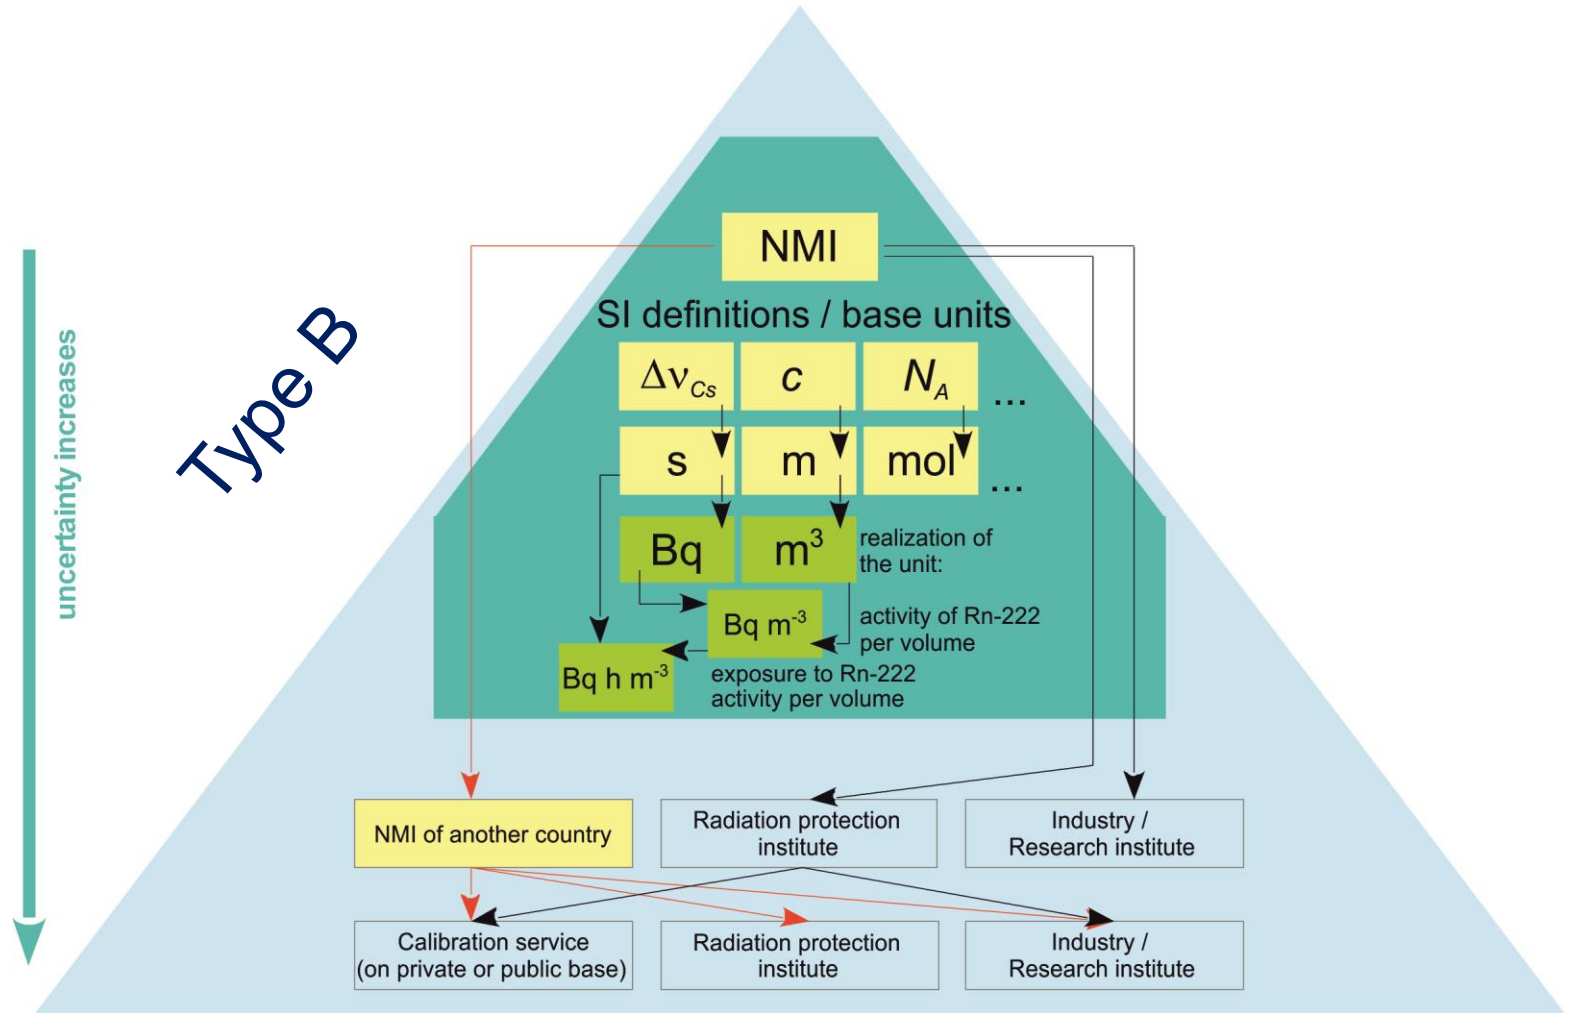 uncertainty increases
Type B
NMI
SI definitions / base units
Δν_Cs
c
N_A
...
s
m
mol
...
Bq
m³
realization of
the unit:
Bq m⁻³
activity of Rn-222
per volume
Bq h m⁻³
exposure to Rn-222
activity per volume
NMI of another country
Radiation protection
institute
Industry /
Research institute
Calibration service
(on private or public base)
Radiation protection
institute
Industry /
Research institute